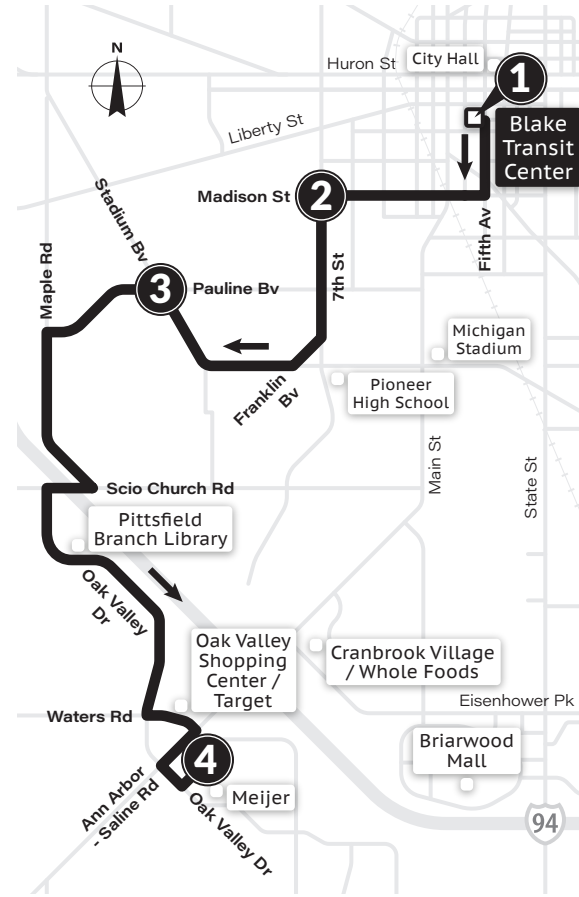 N
Huron St
City Hall
1
Blake
Transit
Center
Liberty St
Stadium Bv
Madison St
2
Fifth Av
Maple Rd
3
Pauline Bv
7th St
Michigan
Stadium
Franklin
Bv
Pioneer
High School
Main St
State St
Scio Church Rd
Pittsfield
Branch Library
Oak Valley
Dr
Oak Valley
Shopping
Center /
Target
Cranbrook Village
/ Whole Foods
Eisenhower Pk
Waters Rd
Briarwood
Mall
4
Ann Arbor
- Saline Rd
Meijer
Oak Valley Dr
94